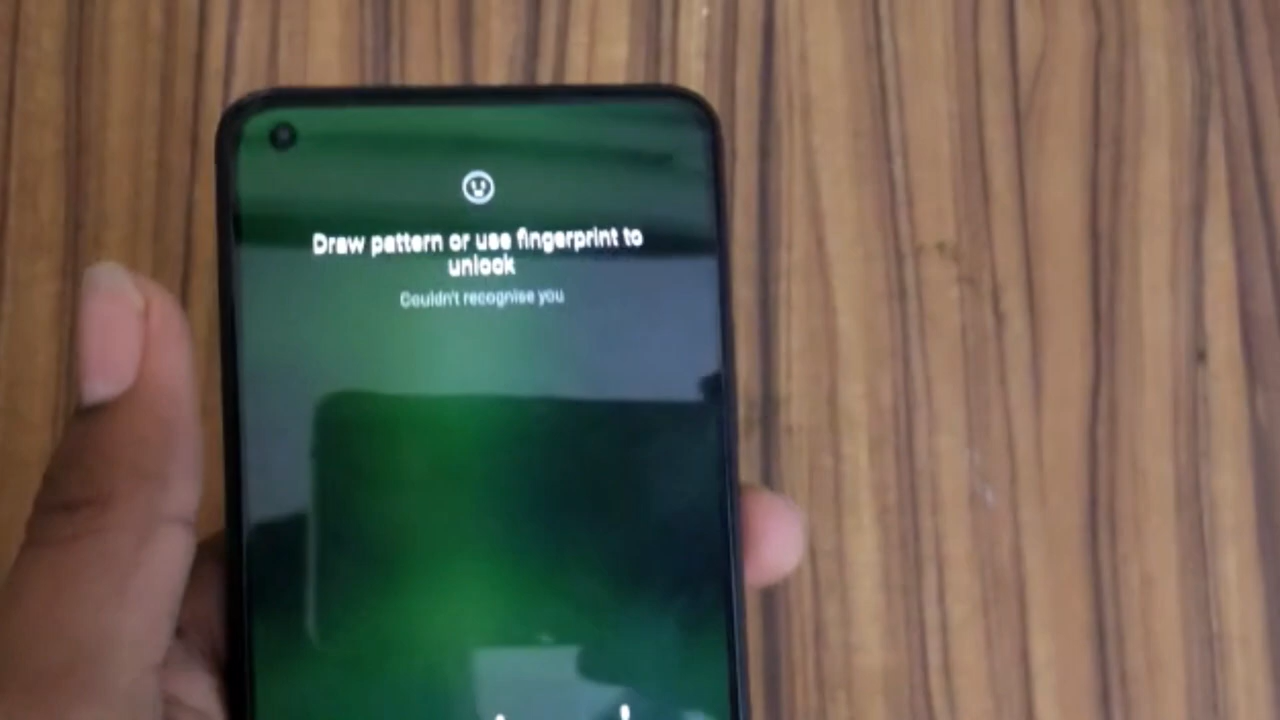 Draw pattern or use fingerprint to
unlock
Couldn't recognise you